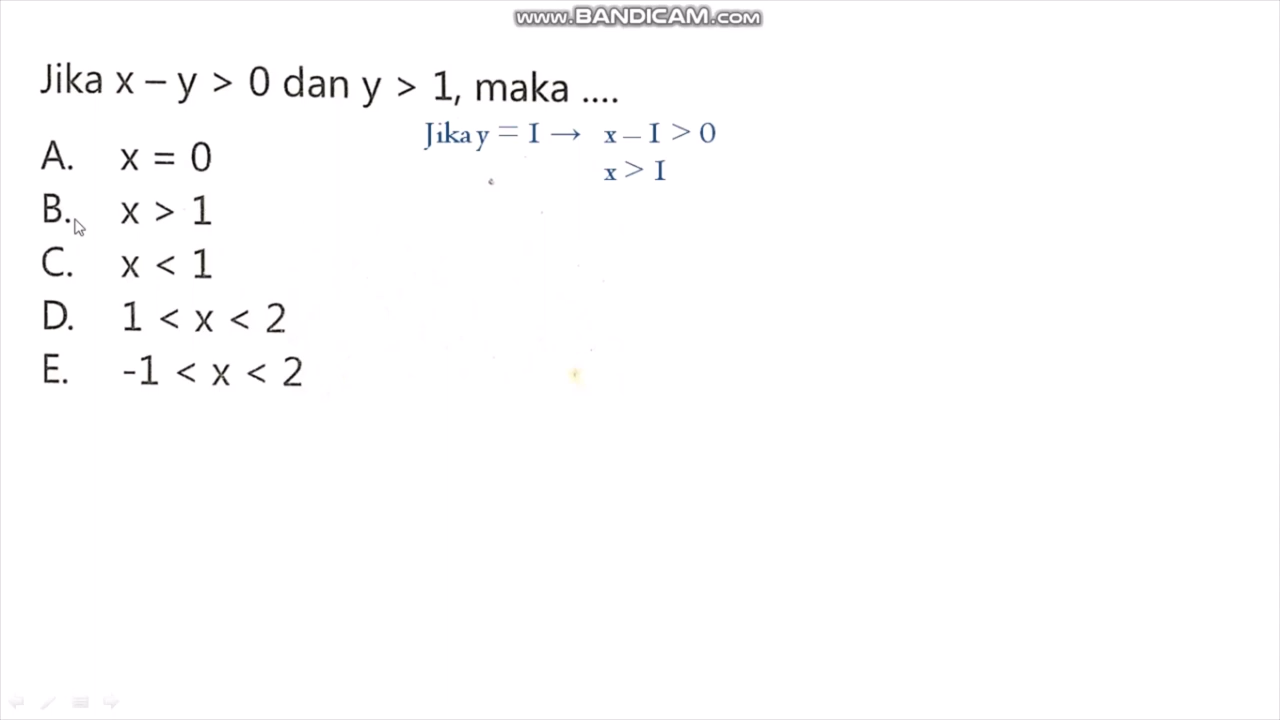 www.BANDICAM.com
Jika x – y > 0 dan y > 1, maka ....
Jika y = 1 → x – 1 > 0
x > 1
A. x = 0
B. x > 1
C. x < 1
D. 1 < x < 2
E. -1 < x < 2